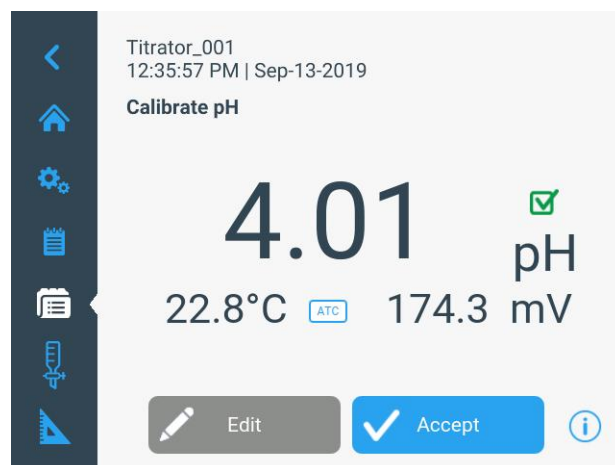 Titrator_001
12:35:57 PM | Sep-13-2019
Calibrate pH
4.01 pH
22.8°C ATC 174.3 mV
Edit Accept i